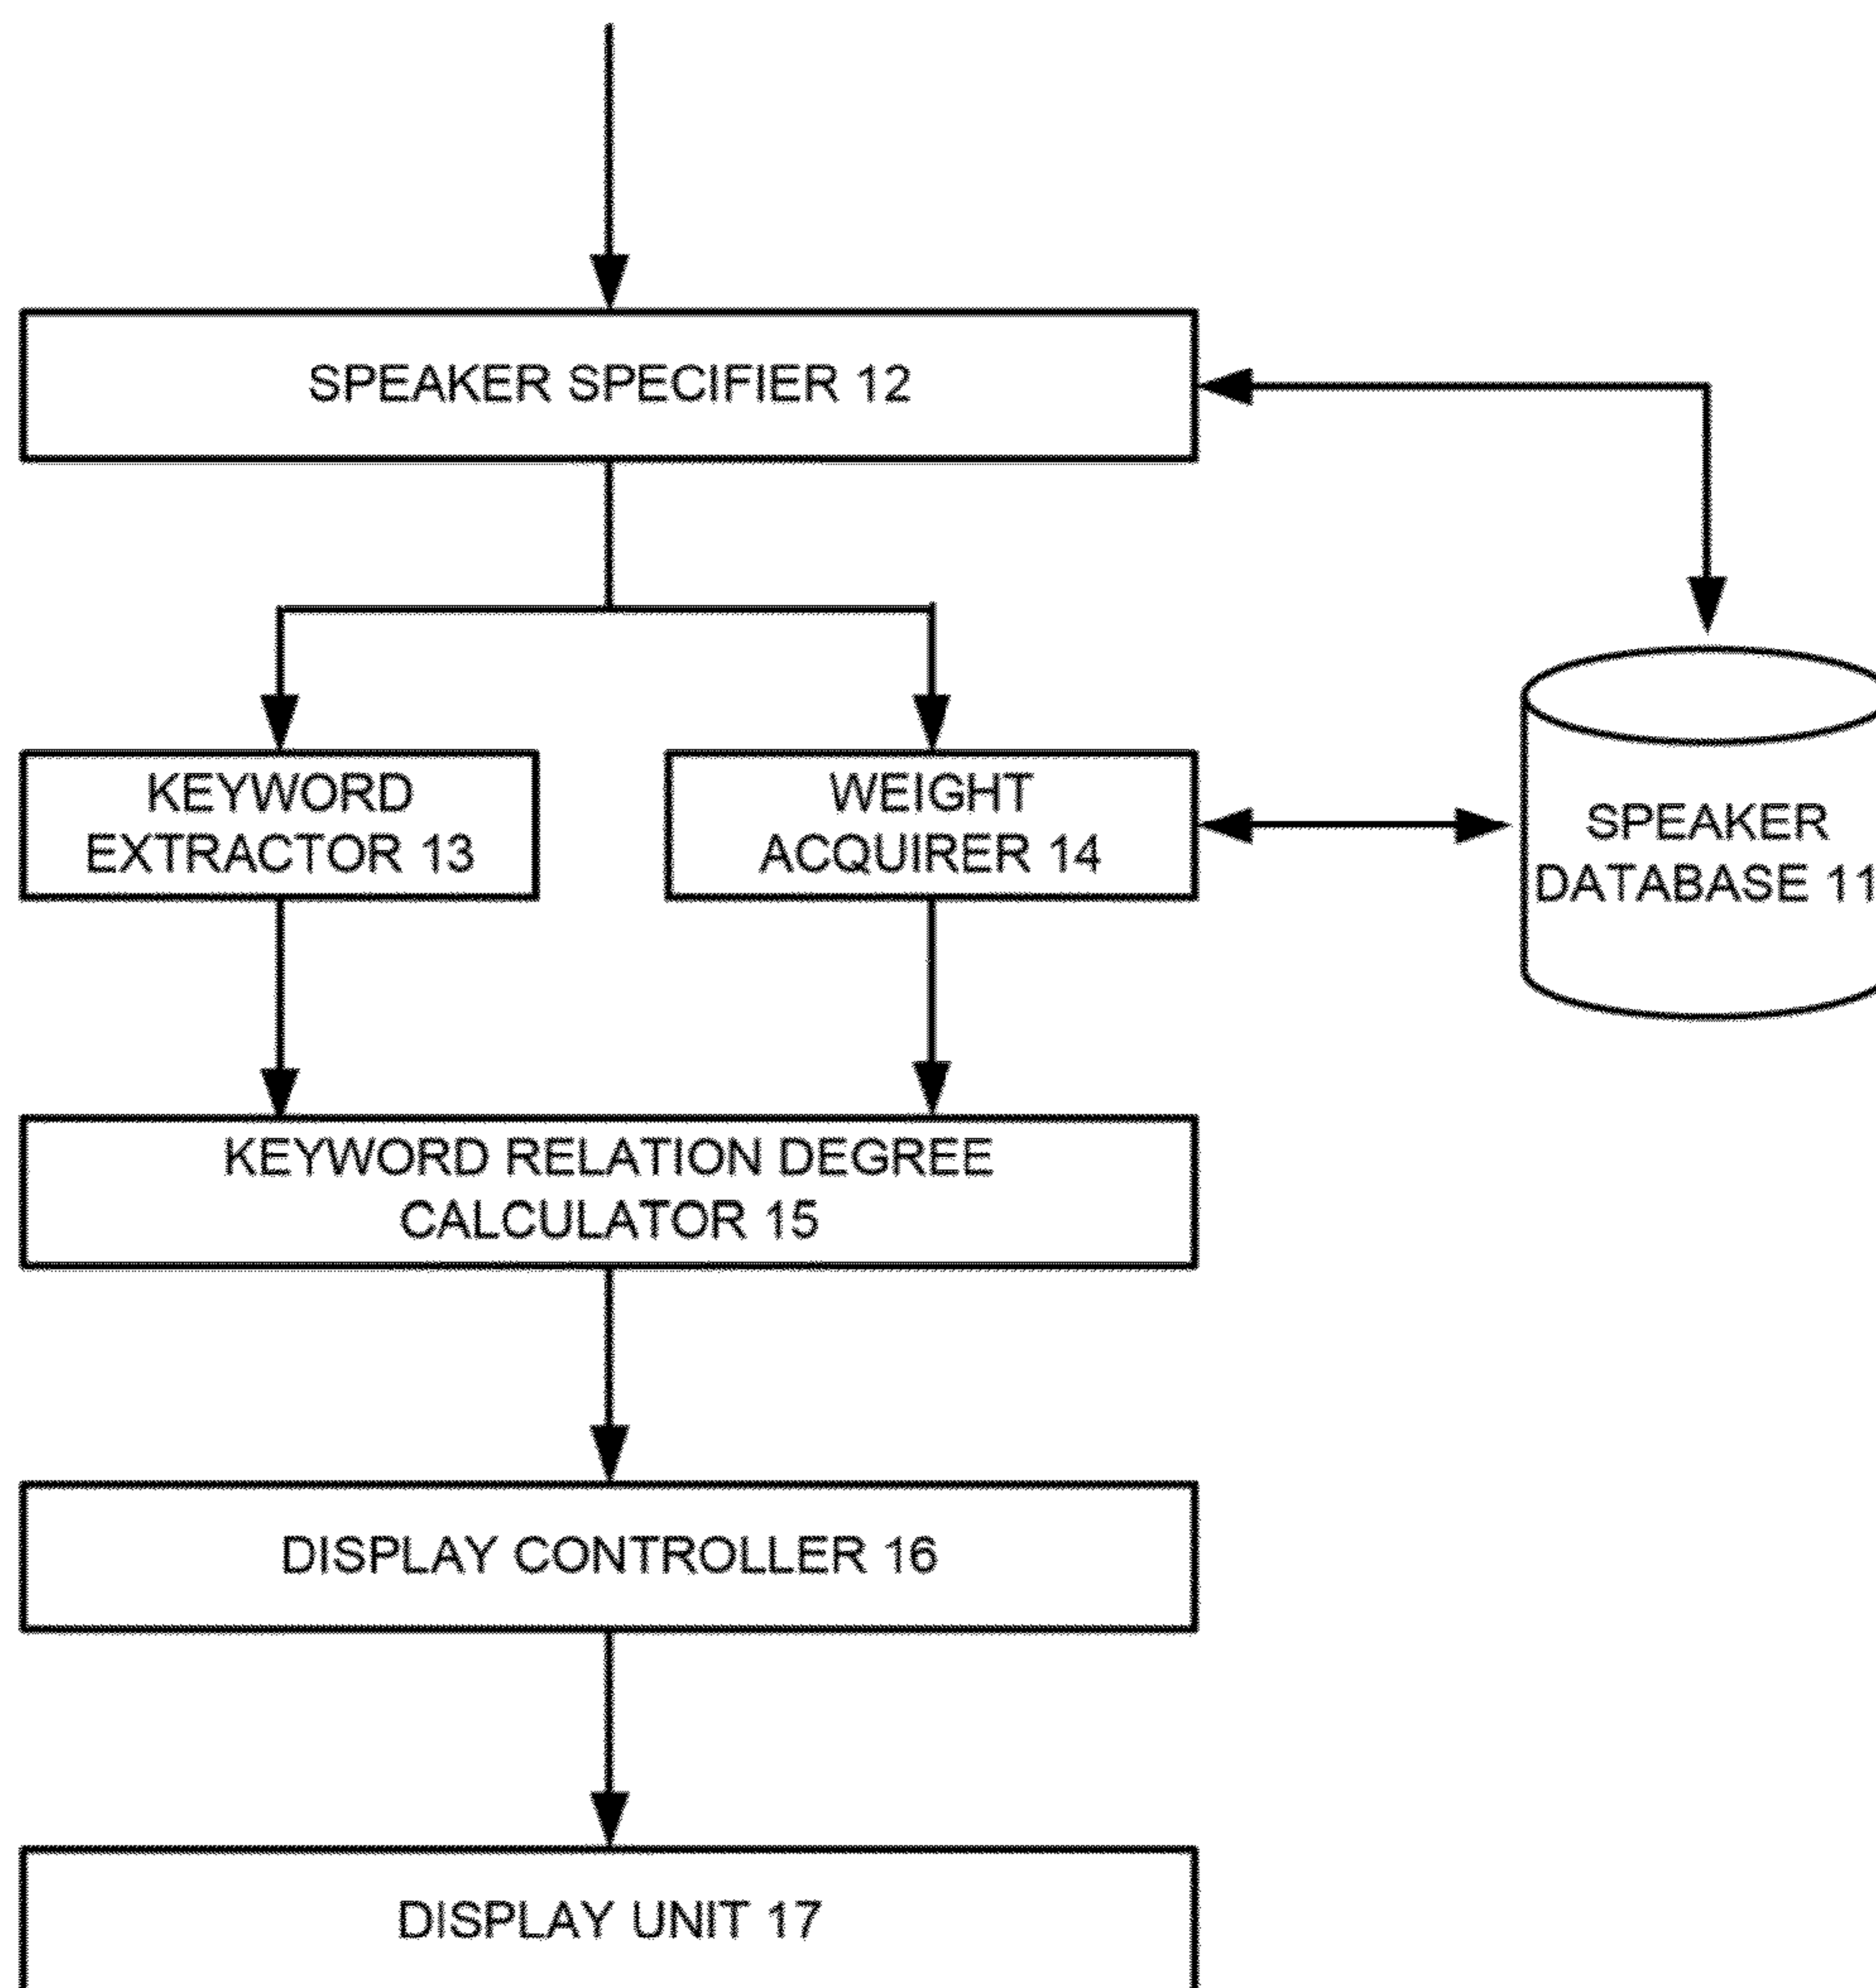 SPEAKER SPECIFIER 12
KEYWORD
EXTRACTOR 13
WEIGHT
ACQUIRER 14
SPEAKER
DATABASE 11
KEYWORD RELATION DEGREE
CALCULATOR 15
DISPLAY CONTROLLER 16
DISPLAY UNIT 17